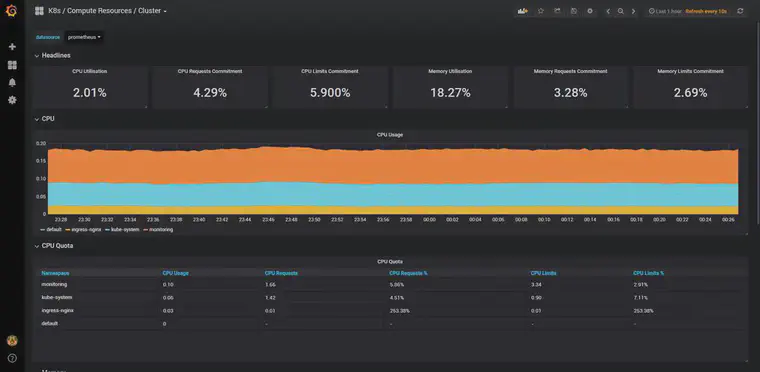 K8s / Compute Resources / Cluster
Last 1 hour Refresh every 10s
datasource prometheus
Headlines
CPU Utilisation CPU Requests Commitment CPU Limits Commitment Memory Utilisation Memory Requests Commitment Memory Limits Commitment
2.01% 4.29% 5.900% 18.27% 3.28% 2.69%
CPU
CPU Usage
0.20
0.15
0.10
0.05
0
23:28 23:30 23:32 23:34 23:36 23:38 23:40 23:42 23:44 23:46 23:48 23:50 23:52 23:54 23:56 23:58 00:00 00:02 00:04 00:06 00:08 00:10 00:12 00:14 00:16 00:18 00:20 00:22 00:24 00:26
default ingress-nginx kube-system monitoring
CPU Quota
CPU Quota
Namespace CPU Usage CPU Requests CPU Requests % CPU Limits CPU Limits %
monitoring 0.10 1.66 5.86% 3.34 2.91%
kube-system 0.06 1.42 4.51% 0.90 7.11%
ingress-nginx 0.03 0.01 253.38% 0.01 253.38%
default 0 - - - -